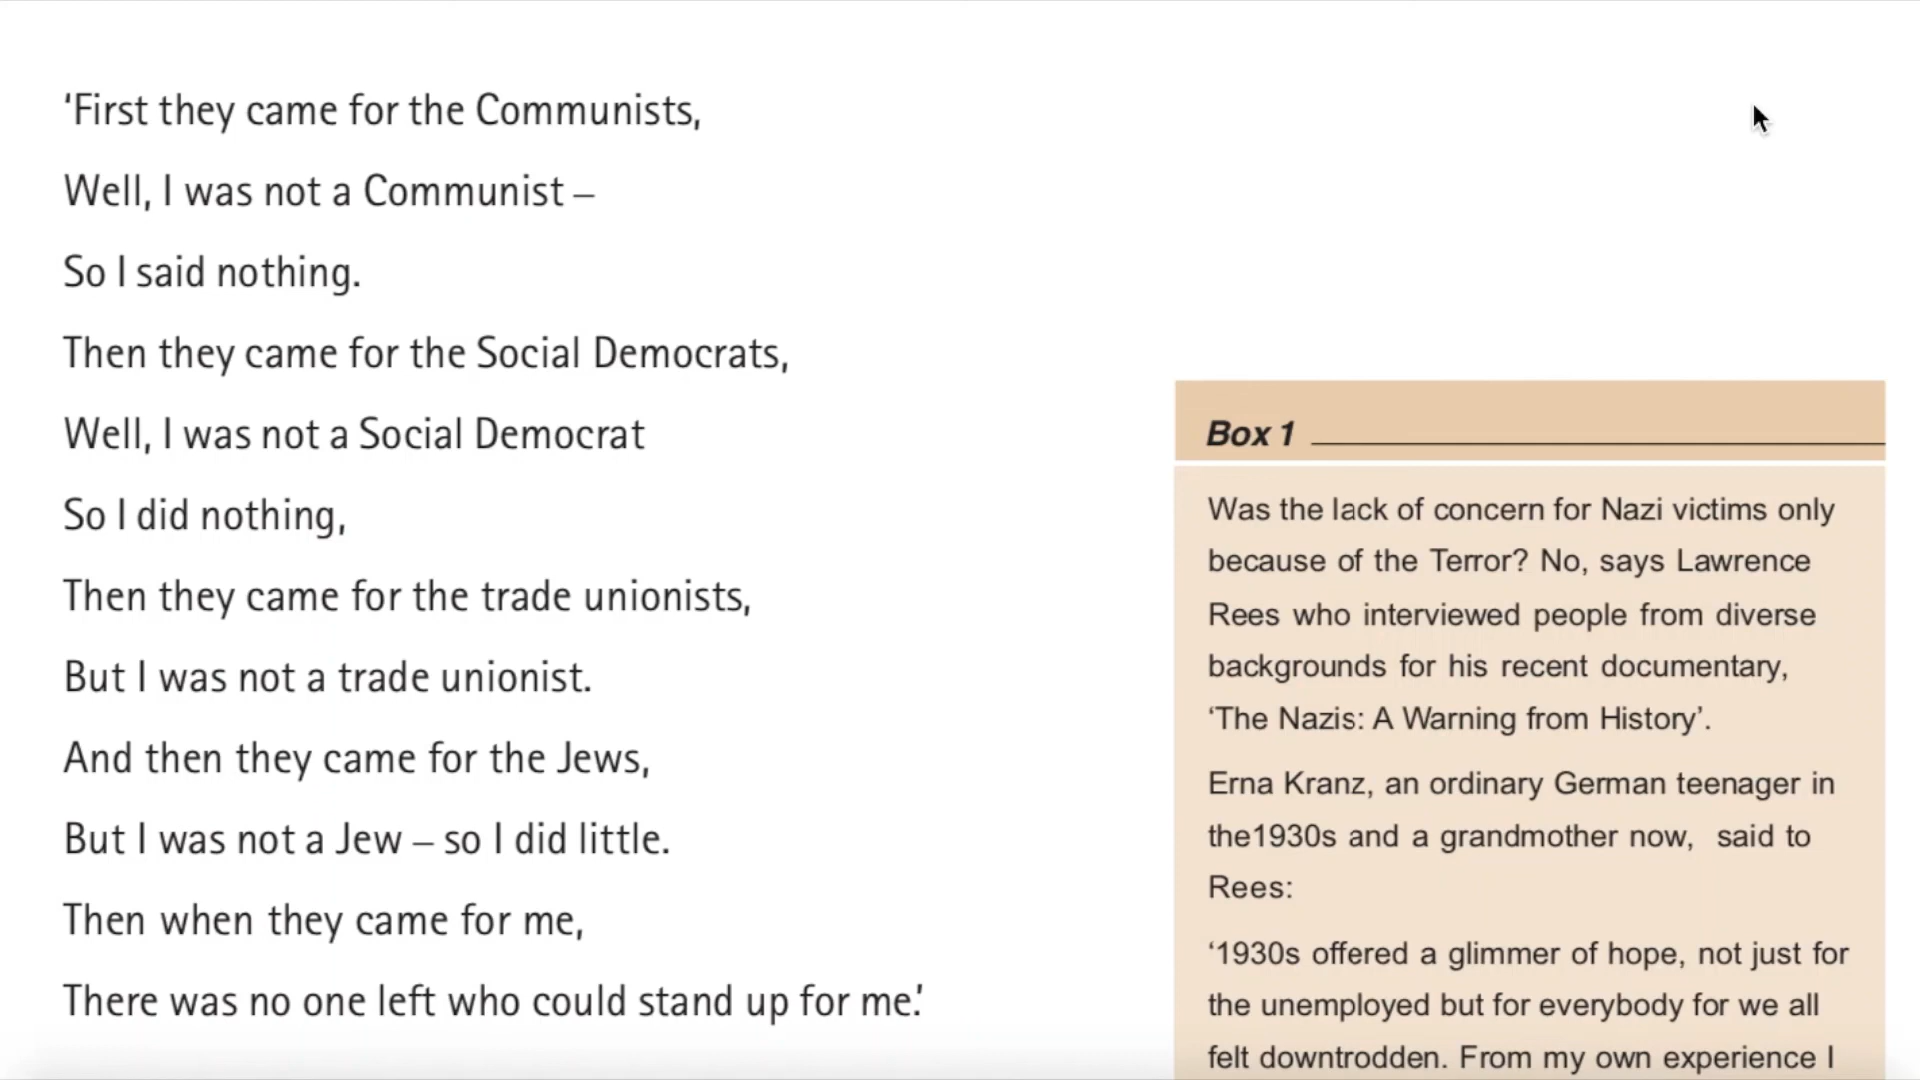 ‘First they came for the Communists,
Well, I was not a Communist –
So I said nothing.
Then they came for the Social Democrats,
Well, I was not a Social Democrat
So I did nothing,
Then they came for the trade unionists,
But I was not a trade unionist.
And then they came for the Jews,
But I was not a Jew – so I did little.
Then when they came for me,
There was no one left who could stand up for me.’
Box 1
Was the lack of concern for Nazi victims only
because of the Terror? No, says Lawrence
Rees who interviewed people from diverse
backgrounds for his recent documentary,
‘The Nazis: A Warning from History’.
Erna Kranz, an ordinary German teenager in
the1930s and a grandmother now, said to
Rees:
‘1930s offered a glimmer of hope, not just for
the unemployed but for everybody for we all
felt downtrodden. From my own experience I